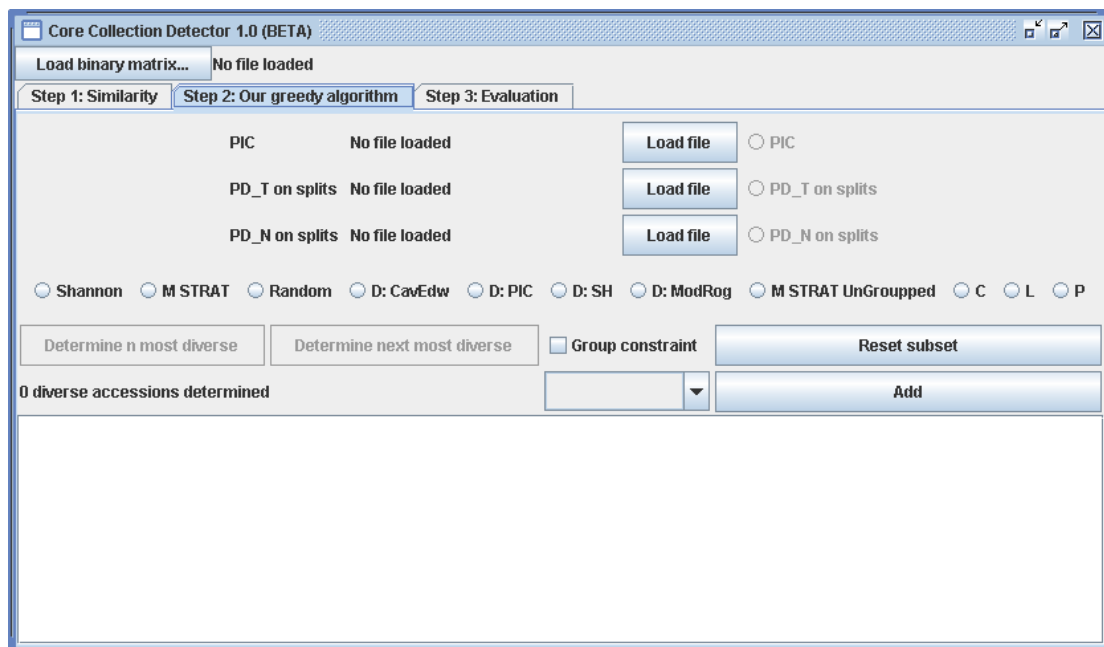 Core Collection Detector 1.0 (BETA)
Load binary matrix... No file loaded
Step 1: Similarity Step 2: Our greedy algorithm Step 3: Evaluation
PIC No file loaded Load file PIC
PD_T on splits No file loaded Load file PD_T on splits
PD_N on splits No file loaded Load file PD_N on splits
Shannon M STRAT Random D: CavEdw D: PIC D: SH D: ModRog M STRAT UnGroupped C L P
Determine n most diverse Determine next most diverse Group constraint Reset subset
0 diverse accessions determined Add